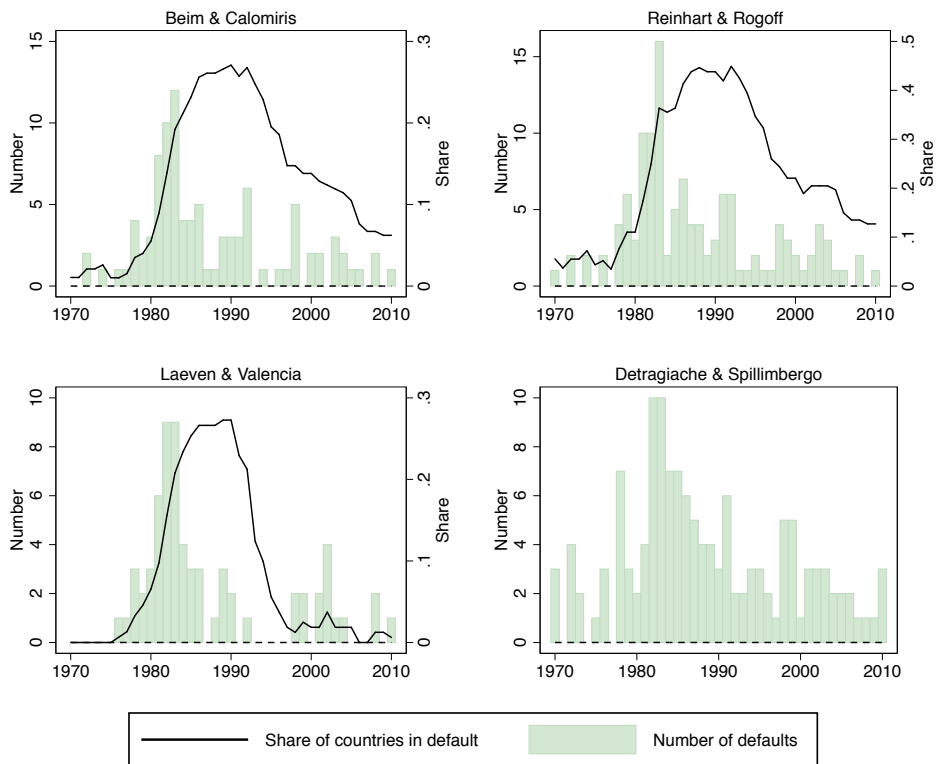 Beim & Calomiris
Number
0 5 10 15
0 .1 .2 .3
Share
1970 1980 1990 2000 2010
Reinhart & Rogoff
Number
0 5 10 15
0 .1 .2 .3 .4 .5
Share
1970 1980 1990 2000 2010
Laeven & Valencia
Number
0 2 4 6 8 10
0 .1 .2 .3
Share
1970 1980 1990 2000 2010
Detragiache & Spillimbergo
Number
0 2 4 6 8 10
1970 1980 1990 2000 2010
Share of countries in default
Number of defaults